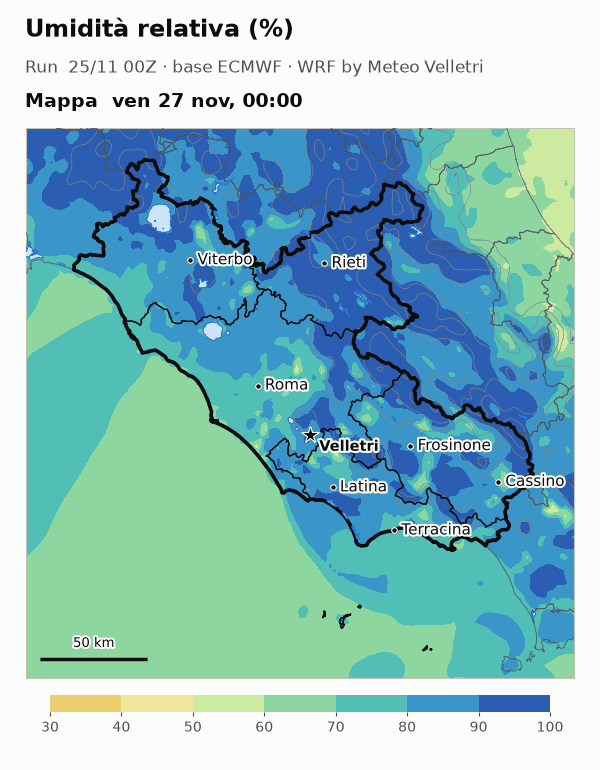 Umidità relativa (%)
Run  25/11 00Z · base ECMWF · WRF by Meteo Velletri
Mappa  ven 27 nov, 00:00
Viterbo
Rieti
Roma
Velletri
Frosinone
Cassino
Latina
Terracina
50 km
30 40 50 60 70 80 90 100